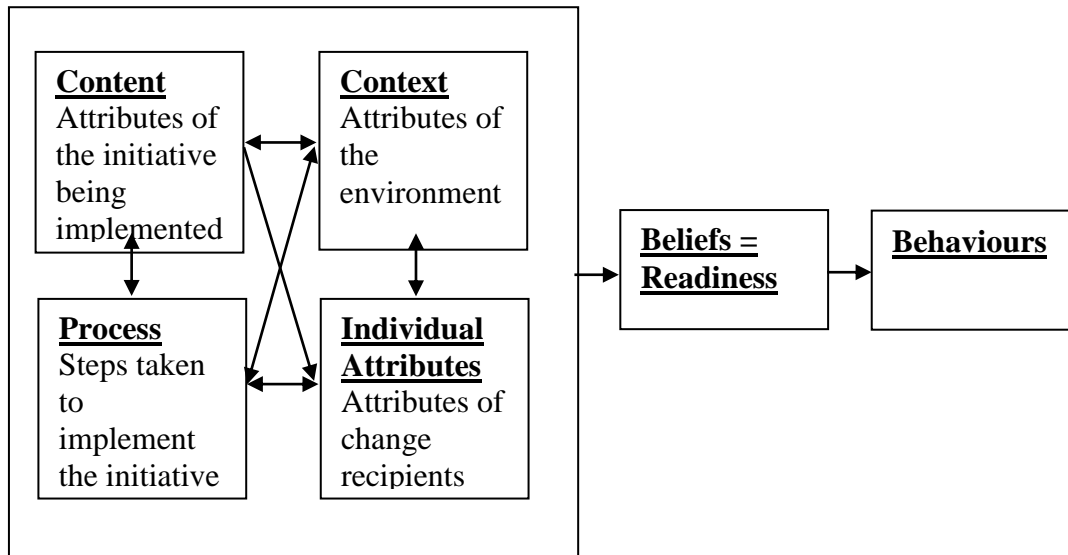 Content
Attributes of
the initiative
being
implemented
Context
Attributes of
the
environment
Process
Steps taken
to
implement
the initiative
Individual
Attributes
Attributes of
change
recipients
Beliefs =
Readiness
Behaviours